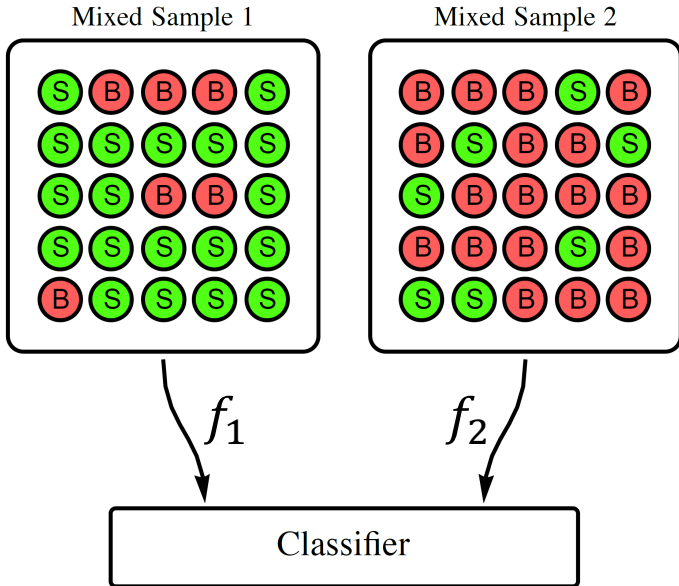 Mixed Sample 1
Mixed Sample 2
S B B B S
B B B S B
S S S S S
B S B B S
S S B B S
S B B B B
S S S S S
B B B S B
B S S S S
S S B B B
f1
f2
Classifier